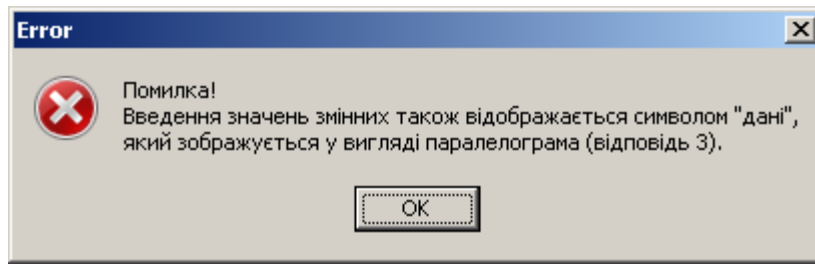 Error
Помилка!
Введення значень змінних також відображається символом "дані",
який зображується у вигляді паралелограма (відповідь 3).
OK